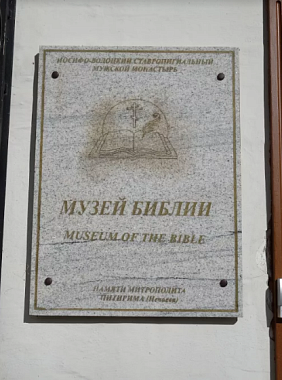 ИОСИФО-ВОЛОЦКИЙ СТАВРОПИГИАЛЬНЫЙ
МУЖСКОЙ МОНАСТЫРЬ
МУЗЕЙ БИБЛИИ
MUSEUM OF THE BIBLE
ПАМЯТИ МИТРОПОЛИТА
ПИТИРИМА (Нечаева)